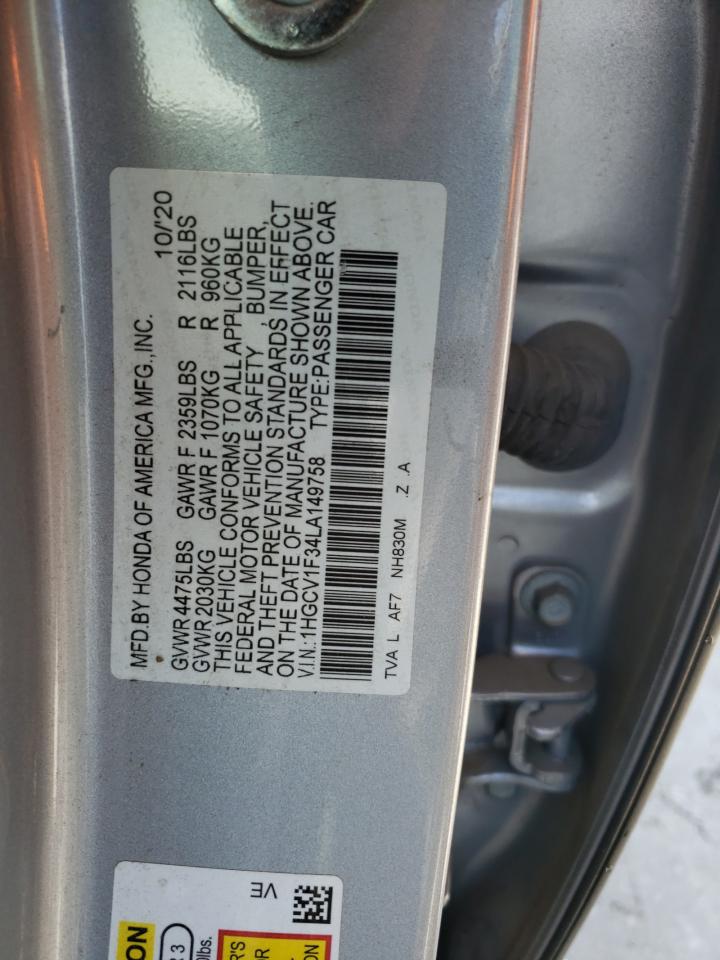 MFD.BY HONDA OF AMERICA MFG.,INC. 10/'20
GVWR 4475LBS GAWR F 2359LBS R 2116LBS
GVWR 2030KG GAWR F 1070KG R 960KG
THIS VEHICLE CONFORMS TO ALL APPLICABLE
FEDERAL MOTOR VEHICLE SAFETY , BUMPER,
AND THEFT PREVENTION STANDARDS IN EFFECT
ON THE DATE OF MANUFACTURE SHOWN ABOVE.
V.I.N.:1HGCV1F34LA149758 TYPE:PASSENGER CAR
TVA L AF7 NH830M .Z .A
VE